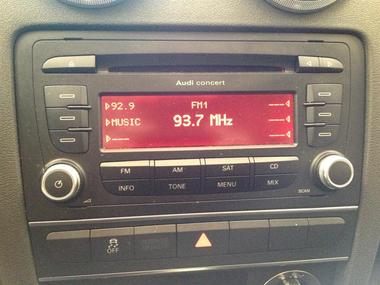 Audi concert
92.9 FM1
MUSIC 93.7 MHz
FM AM SAT CD
INFO TONE MENU MIX
SCAN
OFF